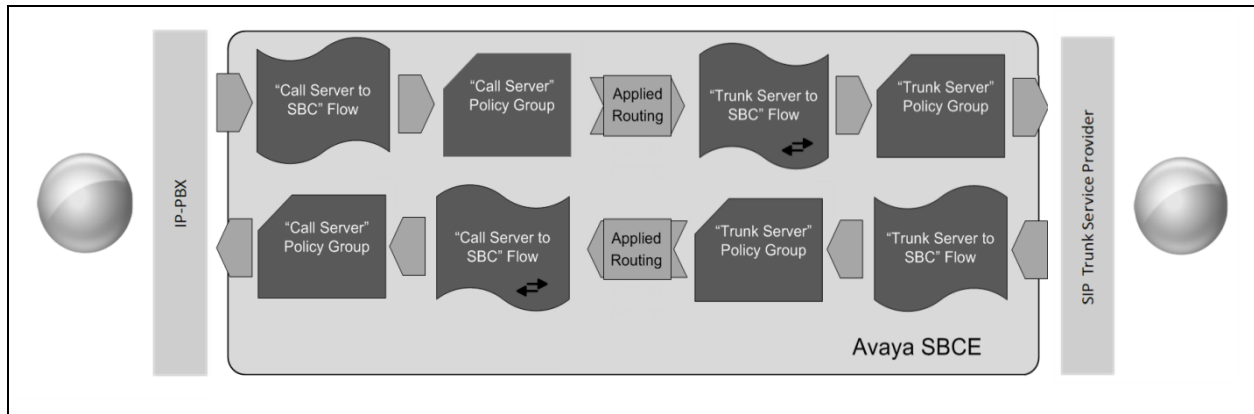 IP-PBX
“Call Server to
SBC” Flow
“Call Server”
Policy Group
Applied
Routing
“Trunk Server to
SBC” Flow
“Trunk Server”
Policy Group
“Call Server”
Policy Group
“Call Server to
SBC” Flow
Applied
Routing
“Trunk Server”
Policy Group
“Trunk Server to
SBC” Flow
Avaya SBCE
SIP Trunk Service Provider